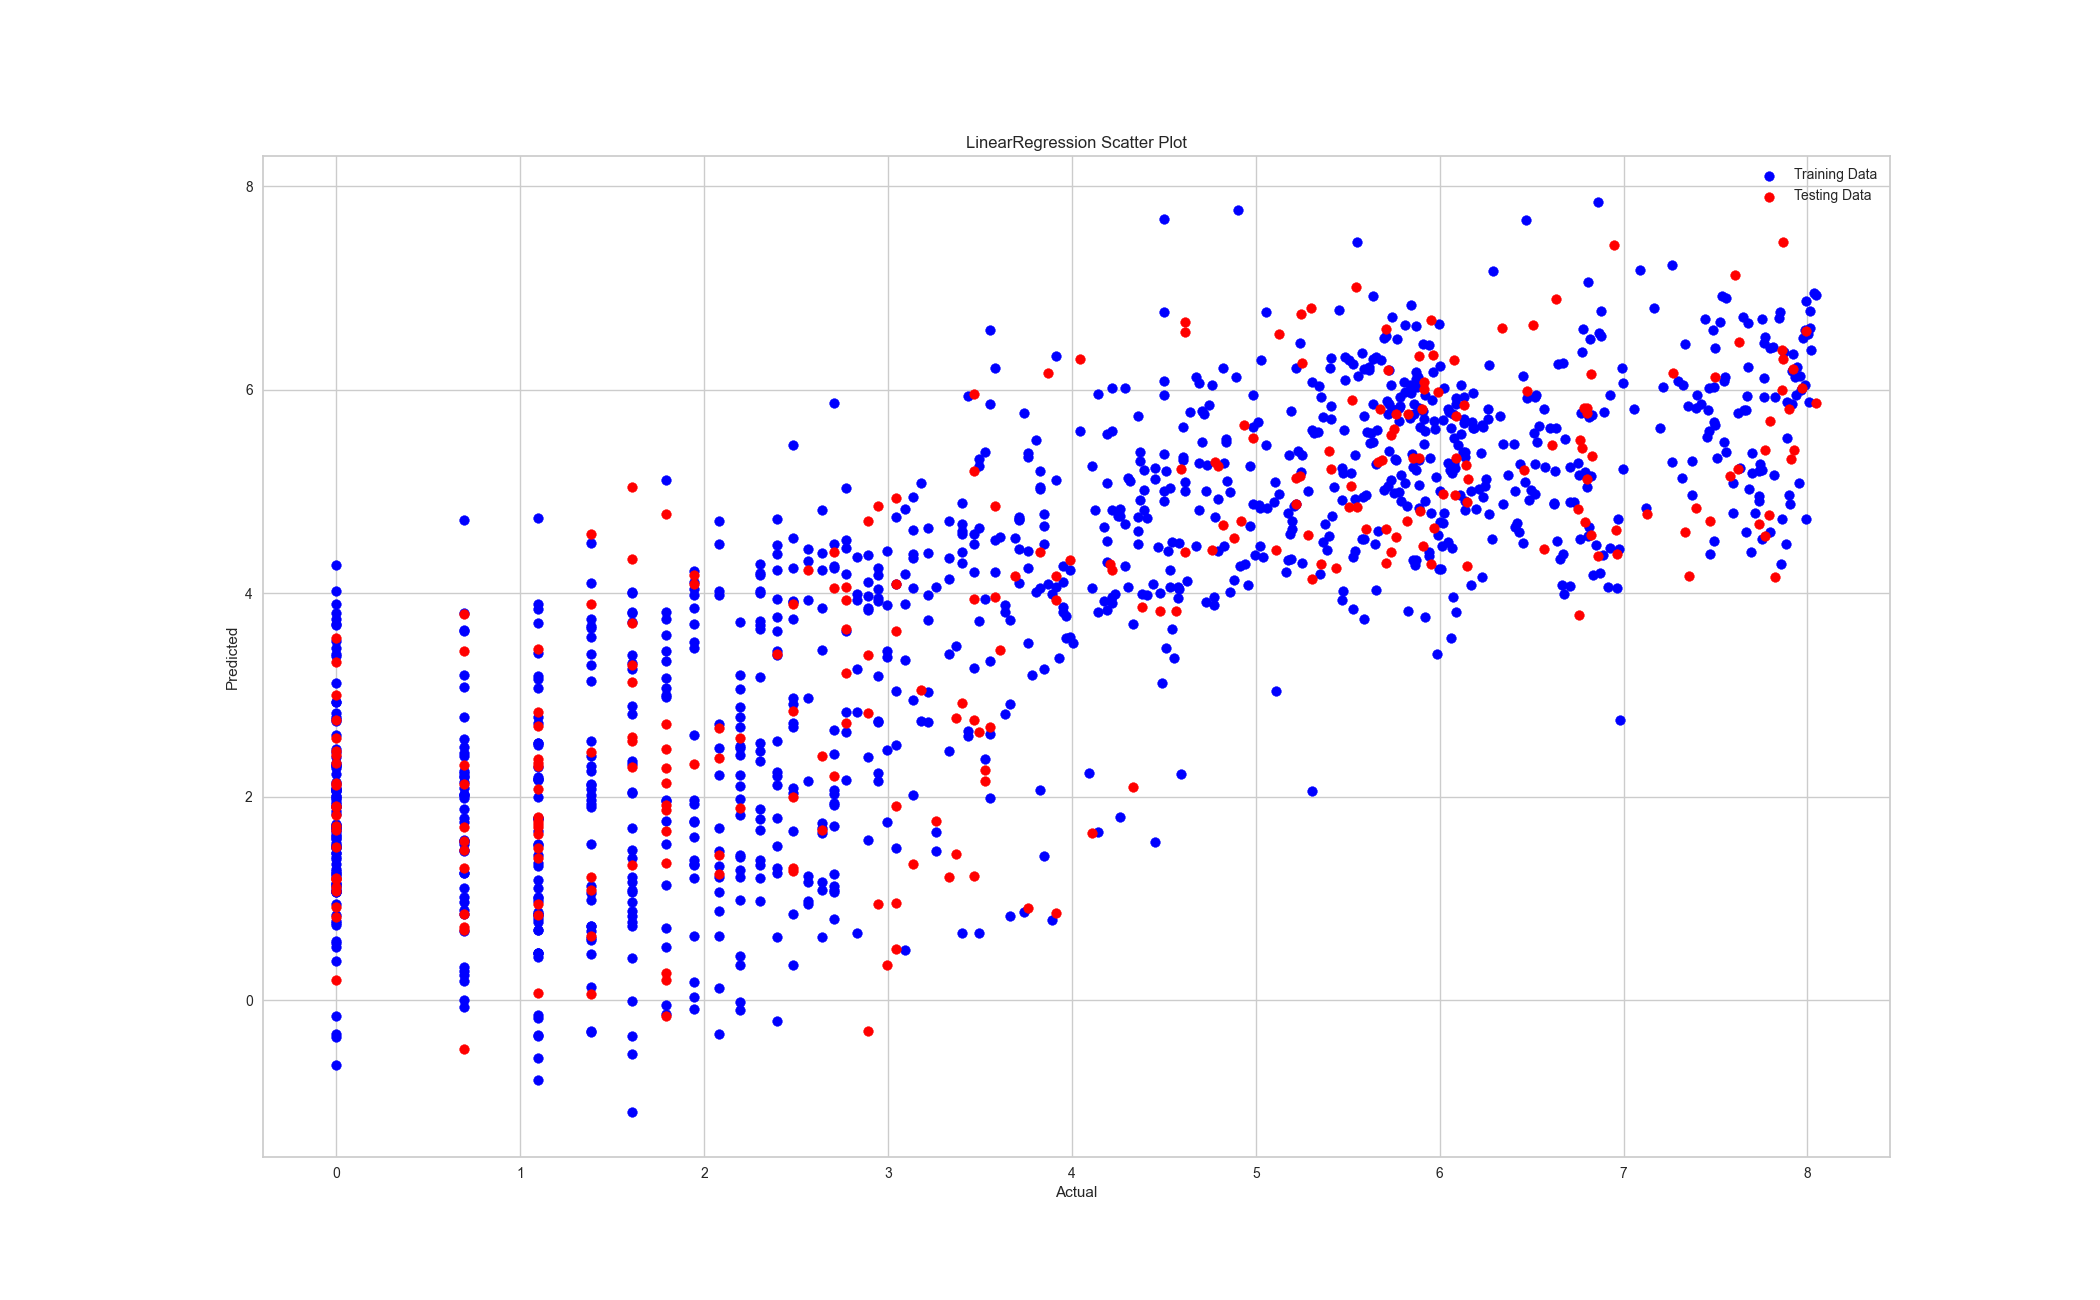 LinearRegression Scatter Plot
Training Data
Testing Data
8
6
4
2
0
Predicted
0 1 2 3 4 5 6 7 8
Actual